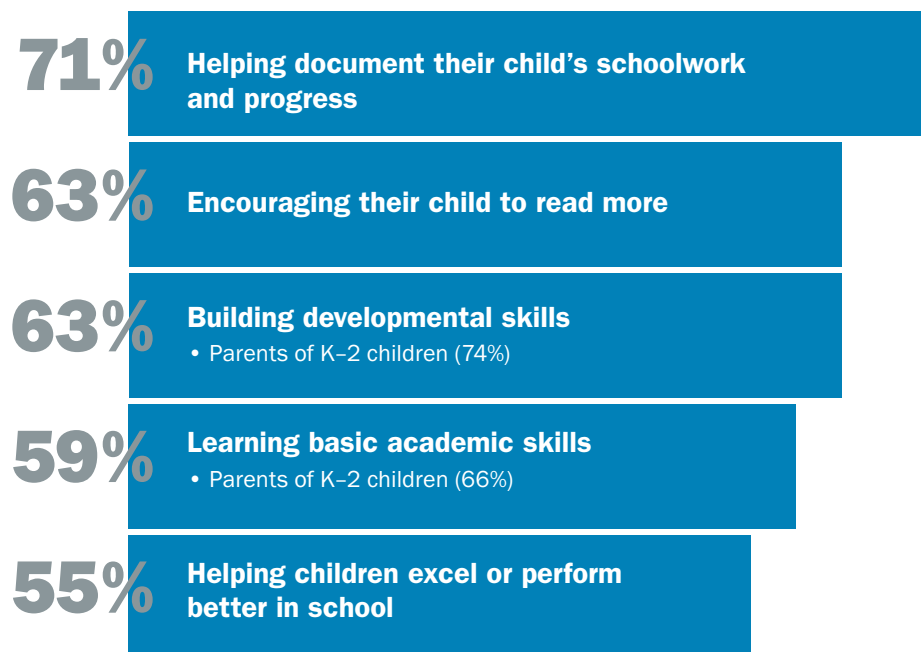 71%
Helping document their child’s schoolwork
and progress
63%
Encouraging their child to read more
63%
Building developmental skills
• Parents of K–2 children (74%)
59%
Learning basic academic skills
• Parents of K–2 children (66%)
55%
Helping children excel or perform
better in school